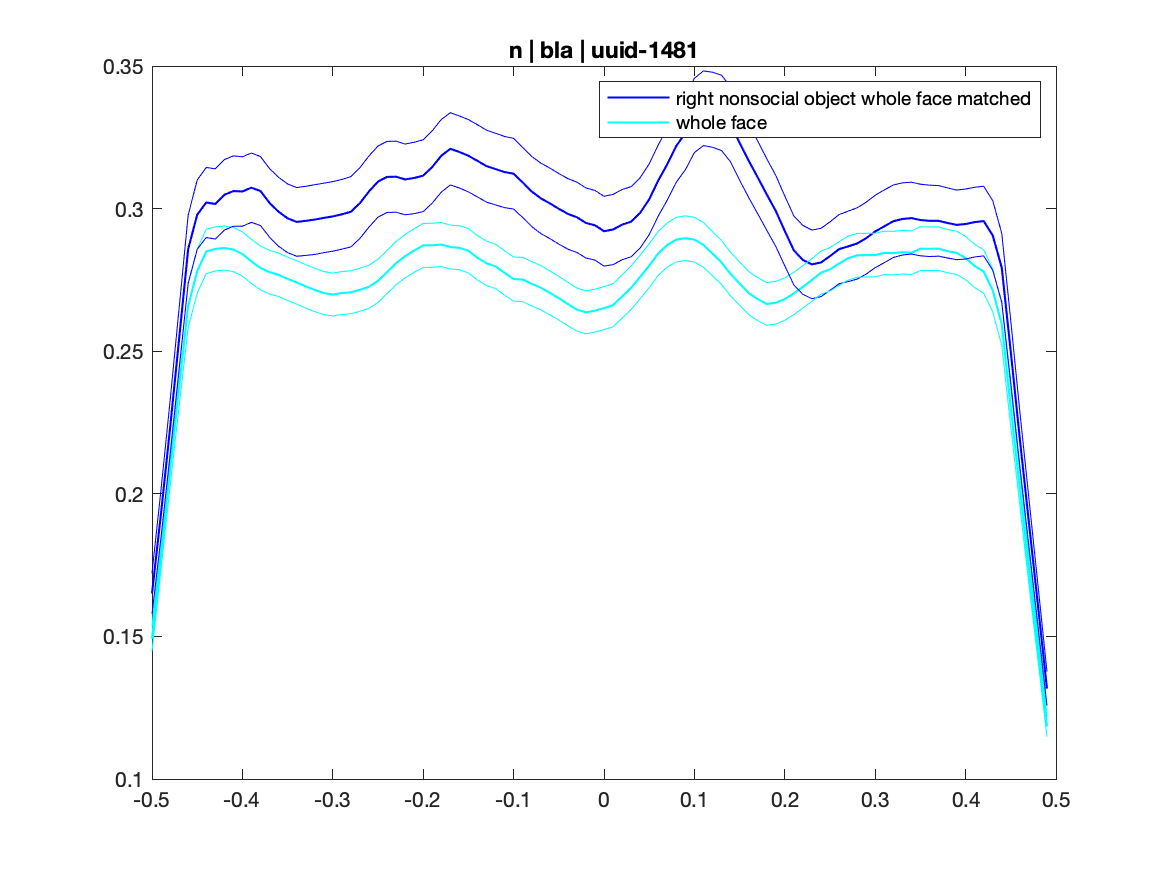 n | bla | uuid-1481
right nonsocial object whole face matched
whole face
0.35
0.3
0.25
0.2
0.15
0.1
-0.5 -0.4 -0.3 -0.2 -0.1 0 0.1 0.2 0.3 0.4 0.5